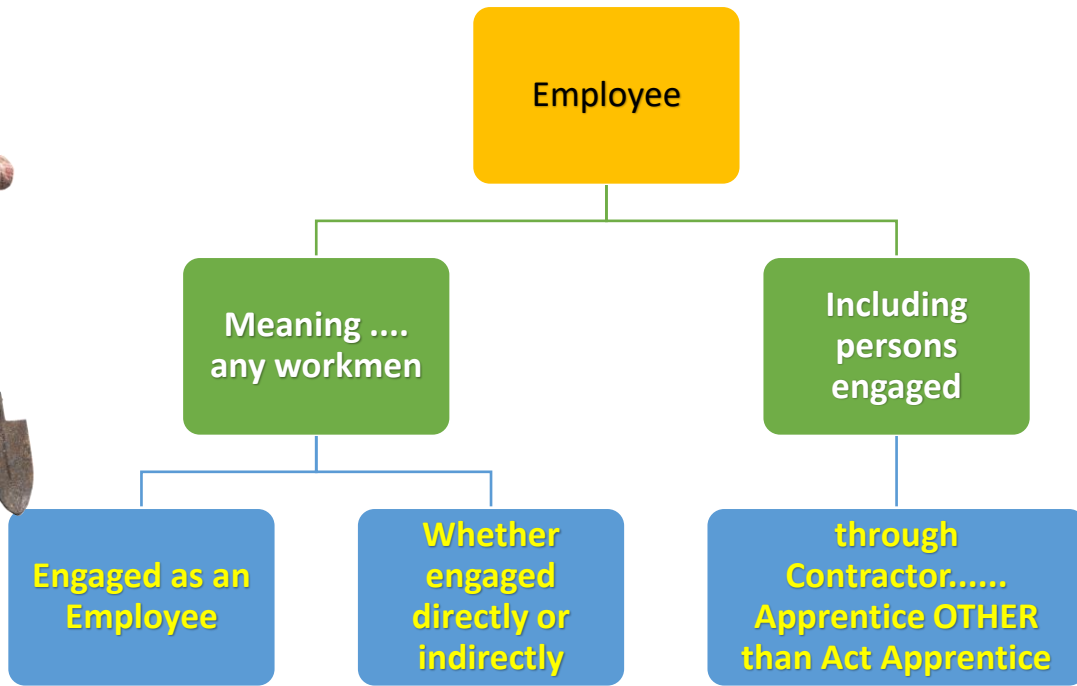 Employee
Meaning ....
any workmen
Including
persons
engaged
Engaged as an
Employee
Whether
engaged
directly or
indirectly
through
Contractor......
Apprentice OTHER
than Act Apprentice